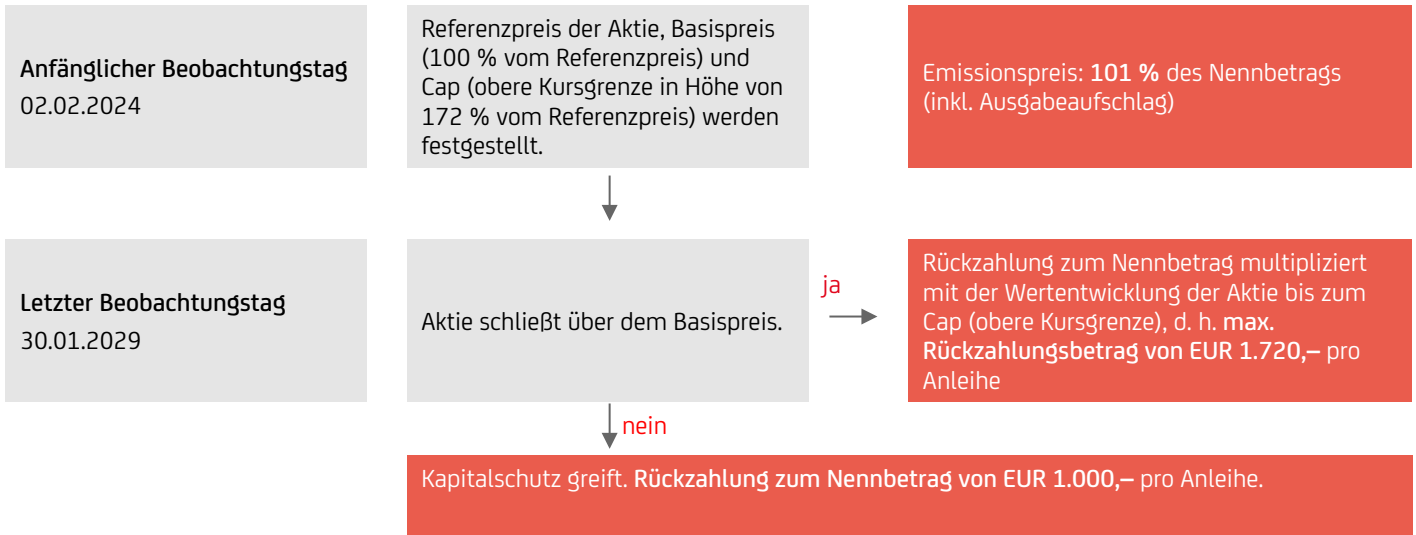 Anfänglicher Beobachtungstag
02.02.2024
Referenzpreis der Aktie, Basispreis
(100 % vom Referenzpreis) und
Cap (obere Kursgrenze in Höhe von
172 % vom Referenzpreis) werden
festgestellt.
Emissionspreis: 101 % des Nennbetrags
(inkl. Ausgabeaufschlag)
Letzter Beobachtungstag
30.01.2029
Aktie schließt über dem Basispreis.
ja
Rückzahlung zum Nennbetrag multipliziert
mit der Wertentwicklung der Aktie bis zum
Cap (obere Kursgrenze), d. h. max.
Rückzahlungsbetrag von EUR 1.720,– pro
Anleihe
nein
Kapitalschutz greift. Rückzahlung zum Nennbetrag von EUR 1.000,– pro Anleihe.